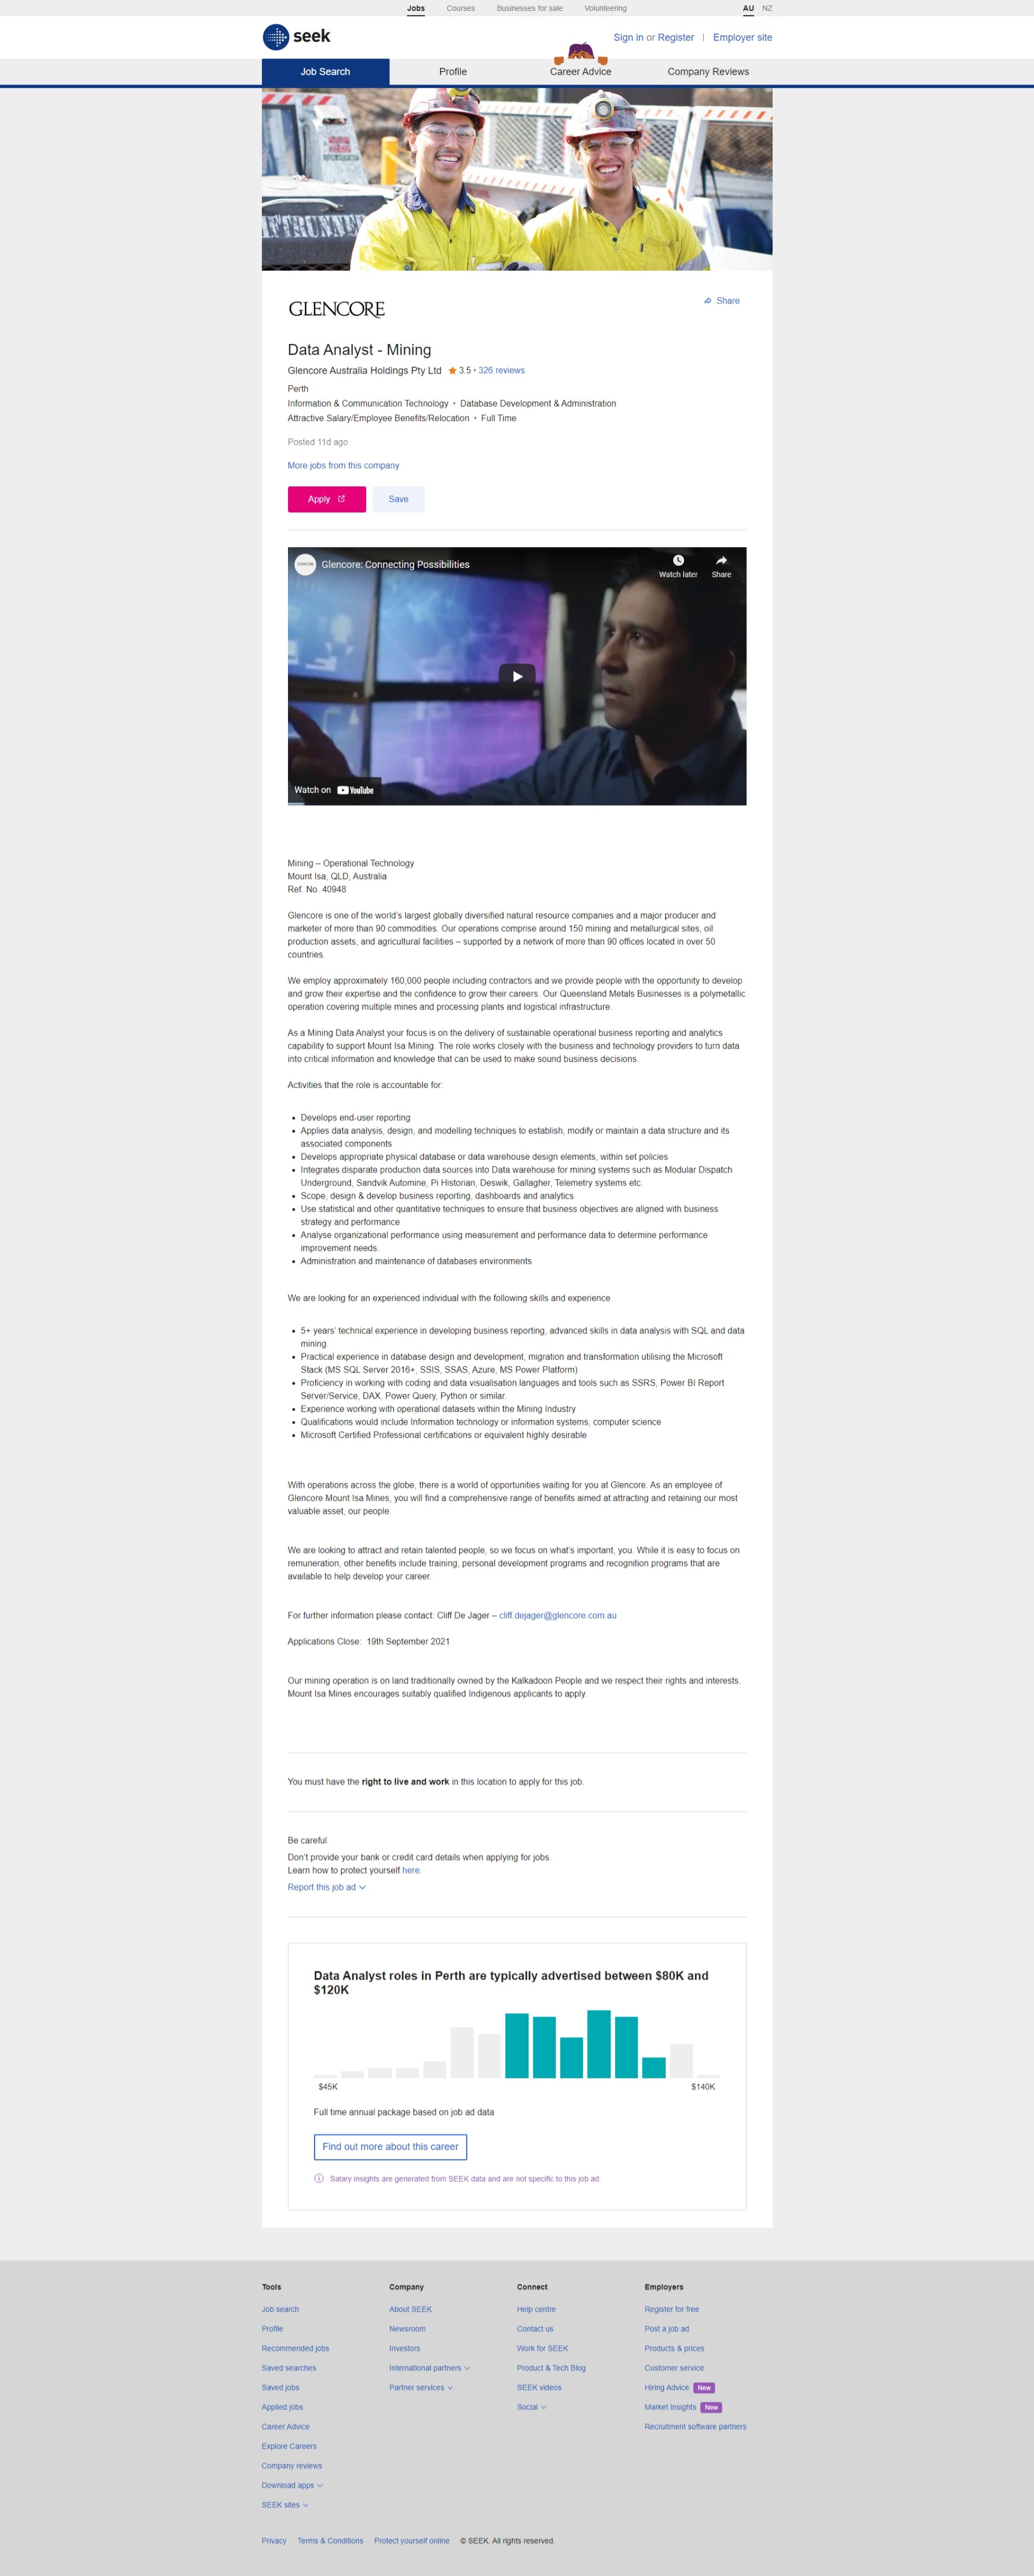 Jobs Courses Businesses for sale Volunteering AU NZ
seek
Sign in or Register | Employer site
Job Search Profile Career Advice Company Reviews
GLENCORE
Share
Data Analyst - Mining
Glencore Australia Holdings Pty Ltd 3.5 • 326 reviews
Perth
Information & Communication Technology • Database Development & Administration
Attractive Salary/Employee Benefits/Relocation • Full Time
Posted 11d ago
More jobs from this company
Apply Save
Glencore: Connecting Possibilities
Watch later Share
Watch on YouTube
Mining – Operational Technology
Mount Isa, QLD, Australia
Ref. No. 40948
Glencore is one of the world's largest globally diversified natural resource companies and a major producer and
marketer of more than 90 commodities. Our operations comprise around 150 mining and metallurgical sites, oil
production assets, and agricultural facilities – supported by a network of more than 90 offices located in over 50
countries.
We employ approximately 160,000 people including contractors and we provide people with the opportunity to develop
and grow their expertise and the confidence to grow their careers. Our Queensland Metals Businesses is a polymetallic
operation covering multiple mines and processing plants and logistical infrastructure.
As a Mining Data Analyst your focus is on the delivery of sustainable operational business reporting and analytics
capability to support Mount Isa Mining. The role works closely with the business and technology providers to turn data
into critical information and knowledge that can be used to make sound business decisions.
Activities that the role is accountable for:
• Develops end-user reporting
• Applies data analysis, design, and modelling techniques to establish, modify or maintain a data structure and its
associated components
• Develops appropriate physical database or data warehouse design elements, within set policies
• Integrates disparate production data sources into Data warehouse for mining systems such as Modular Dispatch
Underground, Sandvik Automine, Pi Historian, Deswik, Gallagher, Telemetry systems etc.
• Scope, design & develop business reporting, dashboards and analytics
• Use statistical and other quantitative techniques to ensure that business objectives are aligned with business
strategy and performance
• Analyse organizational performance using measurement and performance data to determine performance
improvement needs.
• Administration and maintenance of databases environments
We are looking for an experienced individual with the following skills and experience
• 5+ years' technical experience in developing business reporting, advanced skills in data analysis with SQL and data
mining.
• Practical experience in database design and development, migration and transformation utilising the Microsoft
Stack (MS SQL Server 2016+, SSIS, SSAS, Azure, MS Power Platform)
• Proficiency in working with coding and data visualisation languages and tools such as SSRS, Power BI Report
Server/Service, DAX, Power Query, Python or similar.
• Experience working with operational datasets within the Mining Industry
• Qualifications would include Information technology or information systems, computer science
• Microsoft Certified Professional certifications or equivalent highly desirable
With operations across the globe, there is a world of opportunities waiting for you at Glencore. As an employee of
Glencore Mount Isa Mines, you will find a comprehensive range of benefits aimed at attracting and retaining our most
valuable asset, our people.
We are looking to attract and retain talented people, so we focus on what's important, you. While it is easy to focus on
remuneration, other benefits include training, personal development programs and recognition programs that are
available to help develop your career.
For further information please contact: Cliff De Jager – cliff.dejager@glencore.com.au
Applications Close: 19th September 2021
Our mining operation is on land traditionally owned by the Kalkadoon People and we respect their rights and interests.
Mount Isa Mines encourages suitably qualified Indigenous applicants to apply.
You must have the right to live and work in this location to apply for this job.
Be careful
Don't provide your bank or credit card details when applying for jobs.
Learn how to protect yourself here.
Report this job ad
Data Analyst roles in Perth are typically advertised between $80K and
$120K
$45K $140K
Full time annual package based on job ad data
Find out more about this career
Salary insights are generated from SEEK data and are not specific to this job ad.
Tools Company Connect Employers
Job search About SEEK Help centre Register for free
Profile Newsroom Contact us Post a job ad
Recommended jobs Investors Work for SEEK Products & prices
Saved searches International partners Product & Tech Blog Customer service
Saved jobs Partner services SEEK videos Hiring Advice New
Applied jobs Social Market Insights New
Career Advice Recruitment software partners
Explore Careers
Company reviews
Download apps
SEEK sites
Privacy Terms & Conditions Protect yourself online © SEEK. All rights reserved.